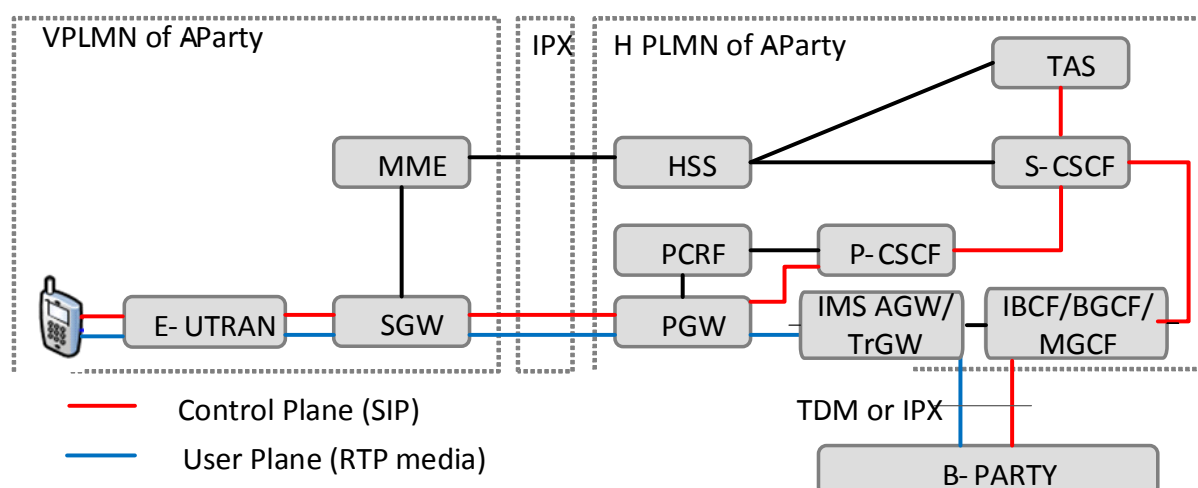 VPLMN of AParty
IPX
H PLMN of AParty
TAS
MME
HSS
S-CSCF
PCRF
P-CSCF
E-UTRAN
SGW
PGW
IMS AGW/
TrGW
IBCF/BGCF/
MGCF
Control Plane (SIP)
TDM or IPX
User Plane (RTP media)
B-PARTY